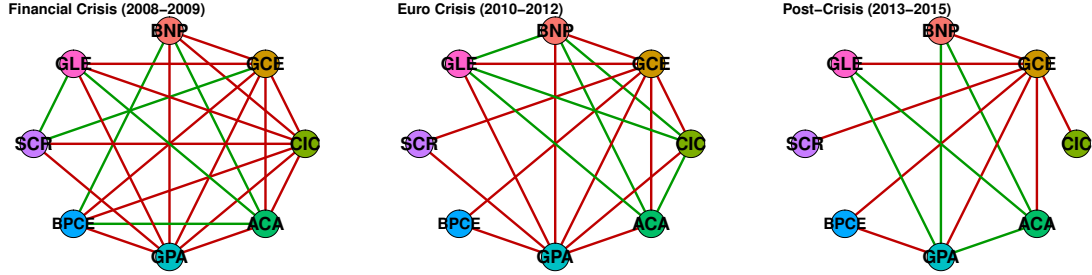 Financial Crisis (2008−2009)
BNP
GLE
GCE
SCR
CIC
BPCE
ACA
GPA
Euro Crisis (2010−2012)
BNP
GLE
GCE
SCR
CIC
BPCE
ACA
GPA
Post−Crisis (2013−2015)
BNP
GLE
GCE
SCR
CIC
BPCE
ACA
GPA